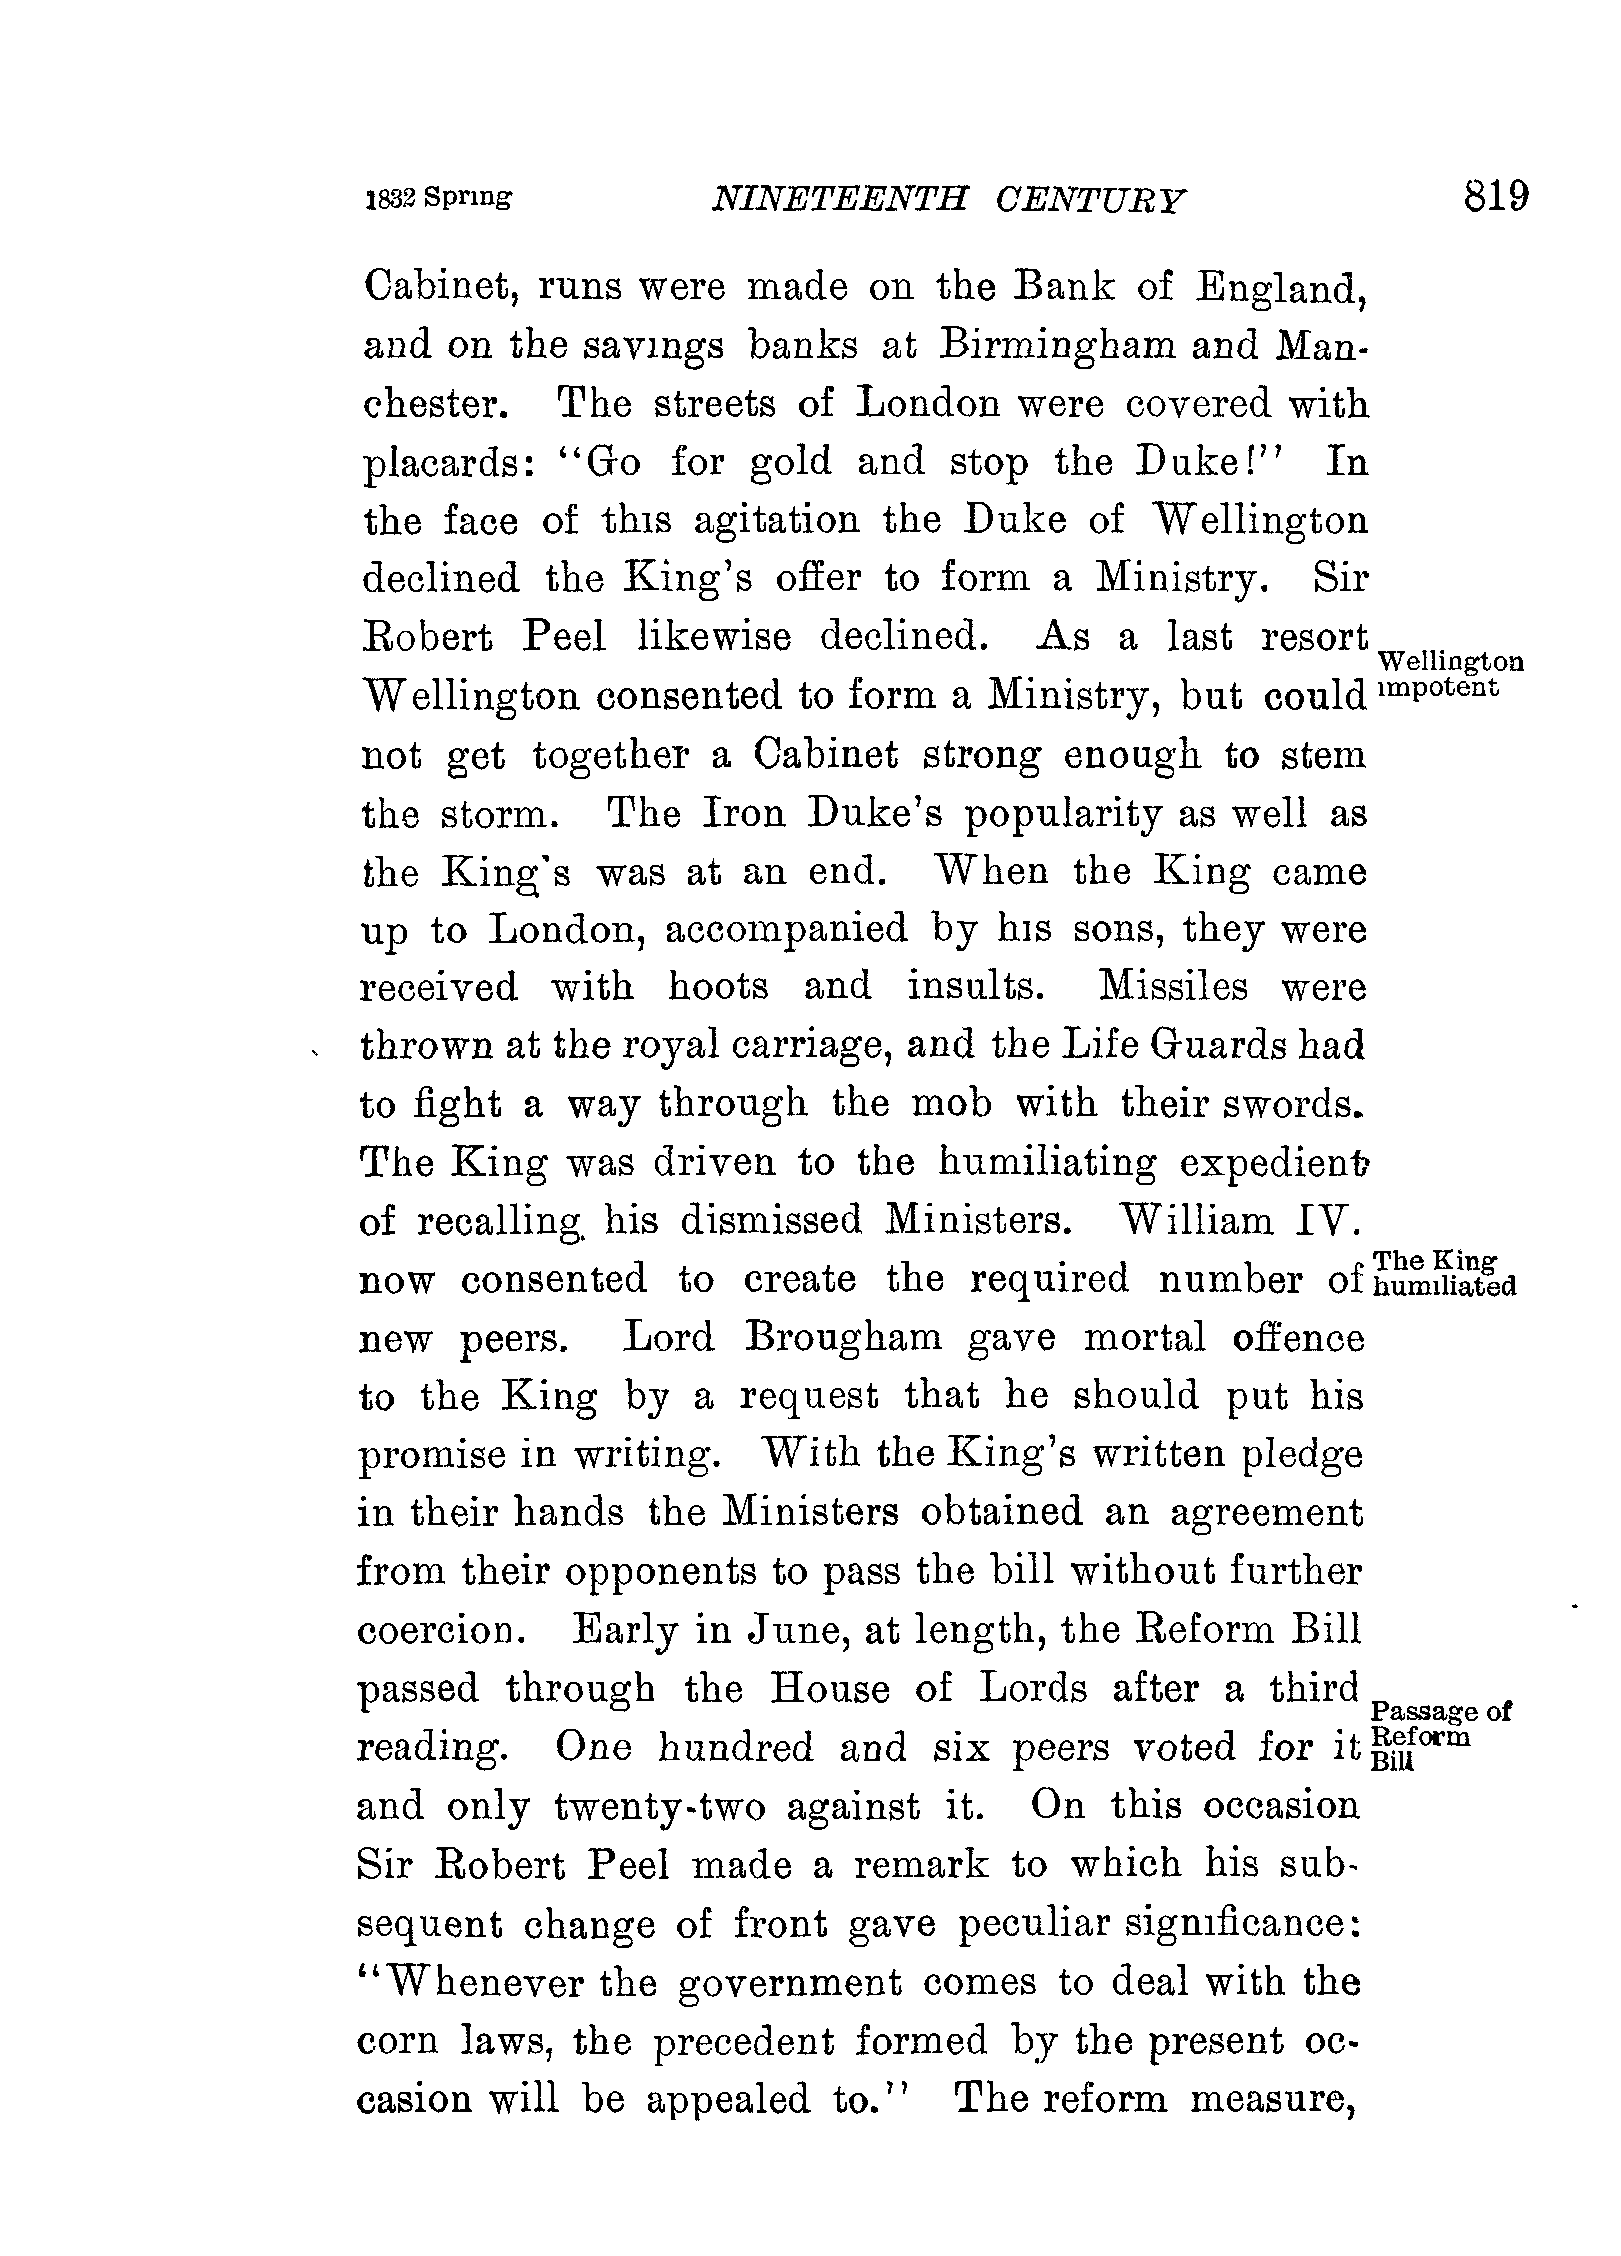 1832 Spring NINETEENTH CENTURY 819
Cabinet, runs were made on the Bank of England,
and on the savings banks at Birmingham and Man-
chester. The streets of London were covered with
placards: "Go for gold and stop the Duke!" In
the face of this agitation the Duke of Wellington
declined the King's offer to form a Ministry. Sir
Robert Peel likewise declined. As a last resort
Wellington
impotent
Wellington consented to form a Ministry, but could
not get together a Cabinet strong enough to stem
the storm. The Iron Duke's popularity as well as
the King's was at an end. When the King came
up to London, accompanied by his sons, they were
received with hoots and insults. Missiles were
thrown at the royal carriage, and the Life Guards had
to fight a way through the mob with their swords.
The King was driven to the humiliating expedient
of recalling his dismissed Ministers. William IV.
The King
humiliated
now consented to create the required number of
new peers. Lord Brougham gave mortal offence
to the King by a request that he should put his
promise in writing. With the King's written pledge
in their hands the Ministers obtained an agreement
from their opponents to pass the bill without further
coercion. Early in June, at length, the Reform Bill
passed through the House of Lords after a third
Passage of
Reform
Bill
reading. One hundred and six peers voted for it
and only twenty-two against it. On this occasion
Sir Robert Peel made a remark to which his sub-
sequent change of front gave peculiar significance:
"Whenever the government comes to deal with the
corn laws, the precedent formed by the present oc-
casion will be appealed to." The reform measure,